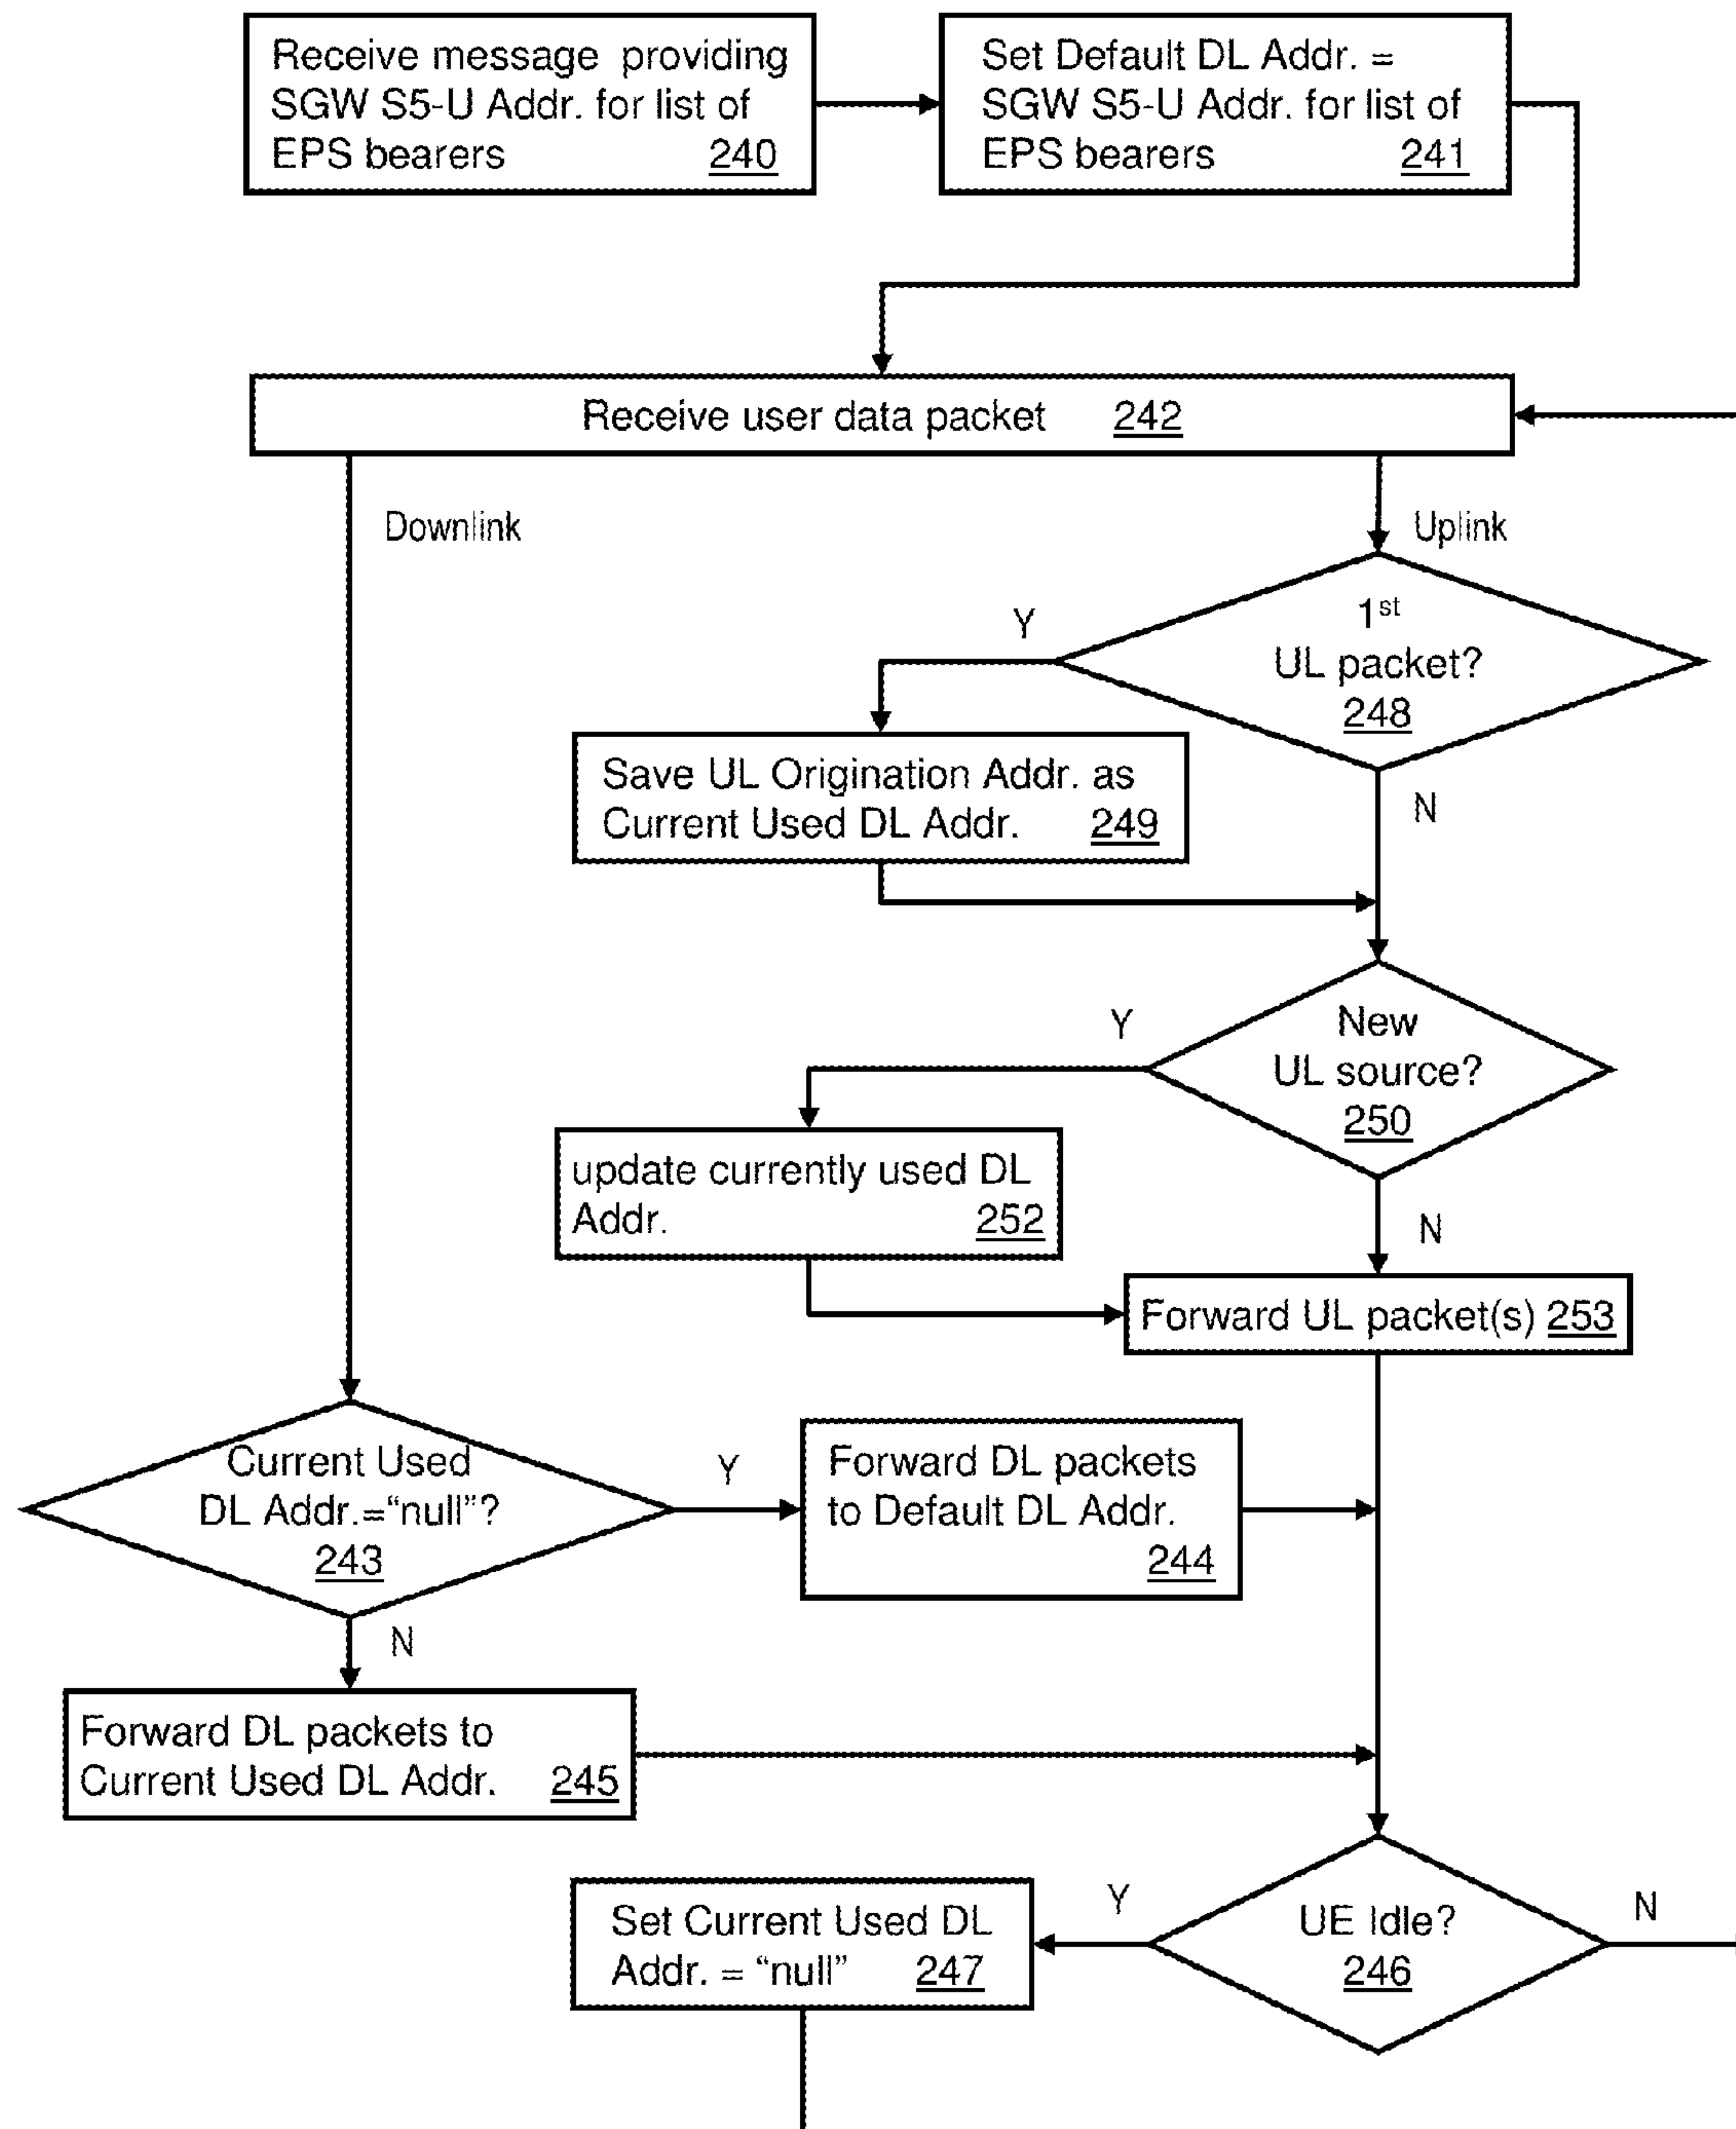 Receive message providing
SGW S5-U Addr. for list of
EPS bearers 240
Set Default DL Addr. =
SGW S5-U Addr. for list of
EPS bearers 241
Receive user data packet 242
Downlink
Uplink
1st
UL packet?
248
Y
N
Save UL Origination Addr. as
Current Used DL Addr. 249
New
UL source?
250
Y
N
update currently used DL
Addr. 252
Forward UL packet(s) 253
Current Used
DL Addr.="null"?
243
Y
N
Forward DL packets
to Default DL Addr.
244
Forward DL packets to
Current Used DL Addr. 245
UE Idle?
246
Y
N
Set Current Used DL
Addr. = “null” 247